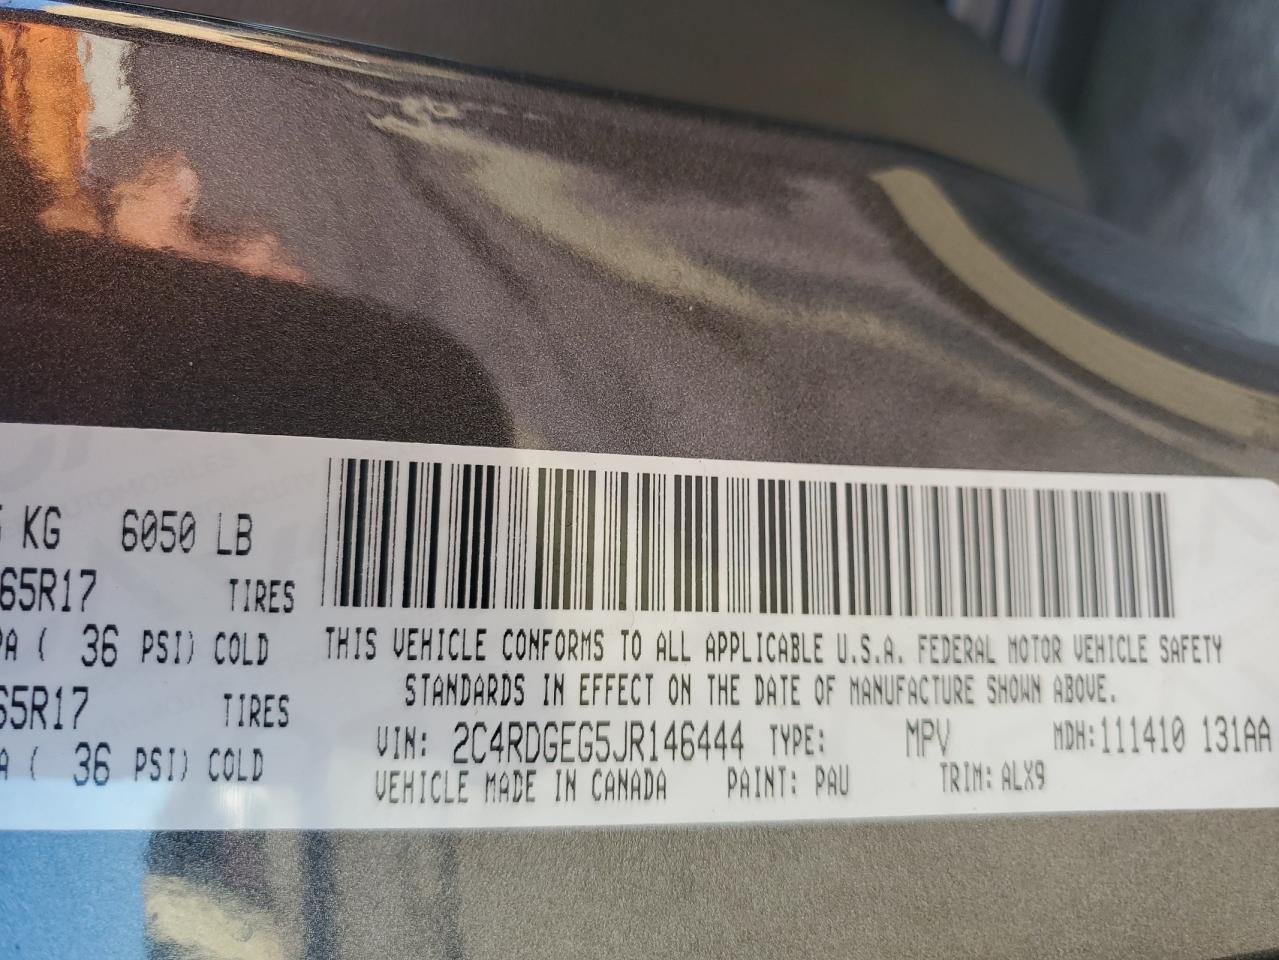 KG 6050 LB
65R17 TIRES
( 36 PSI) COLD
65R17 TIRES
( 36 PSI) COLD
THIS VEHICLE CONFORMS TO ALL APPLICABLE U.S.A. FEDERAL MOTOR VEHICLE SAFETY
STANDARDS IN EFFECT ON THE DATE OF MANUFACTURE SHOWN ABOVE.
VIN: 2C4RDGEG5JR146444 TYPE: MPV MDH:111410 131AA
VEHICLE MADE IN CANADA PAINT: PAU TRIM: ALX9